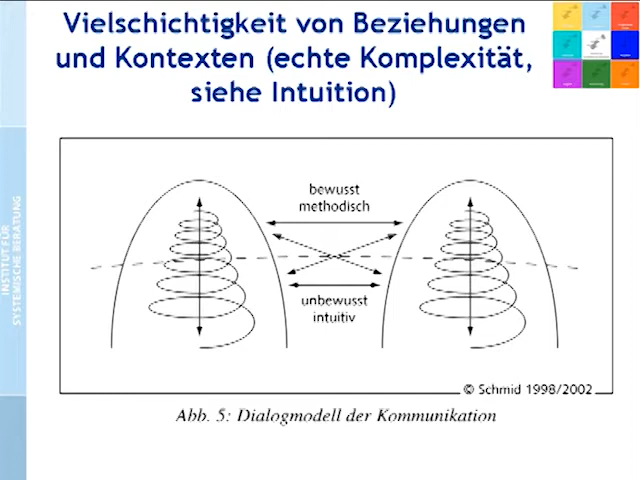 Vielschichtigkeit von Beziehungen
und Kontexten (echte Komplexität,
siehe Intuition)
INSTITUT FÜR
SYSTEMISCHE BERATUNG
bewusst
methodisch
unbewusst
intuitiv
© Schmid 1998/2002
Abb. 5: Dialogmodell der Kommunikation